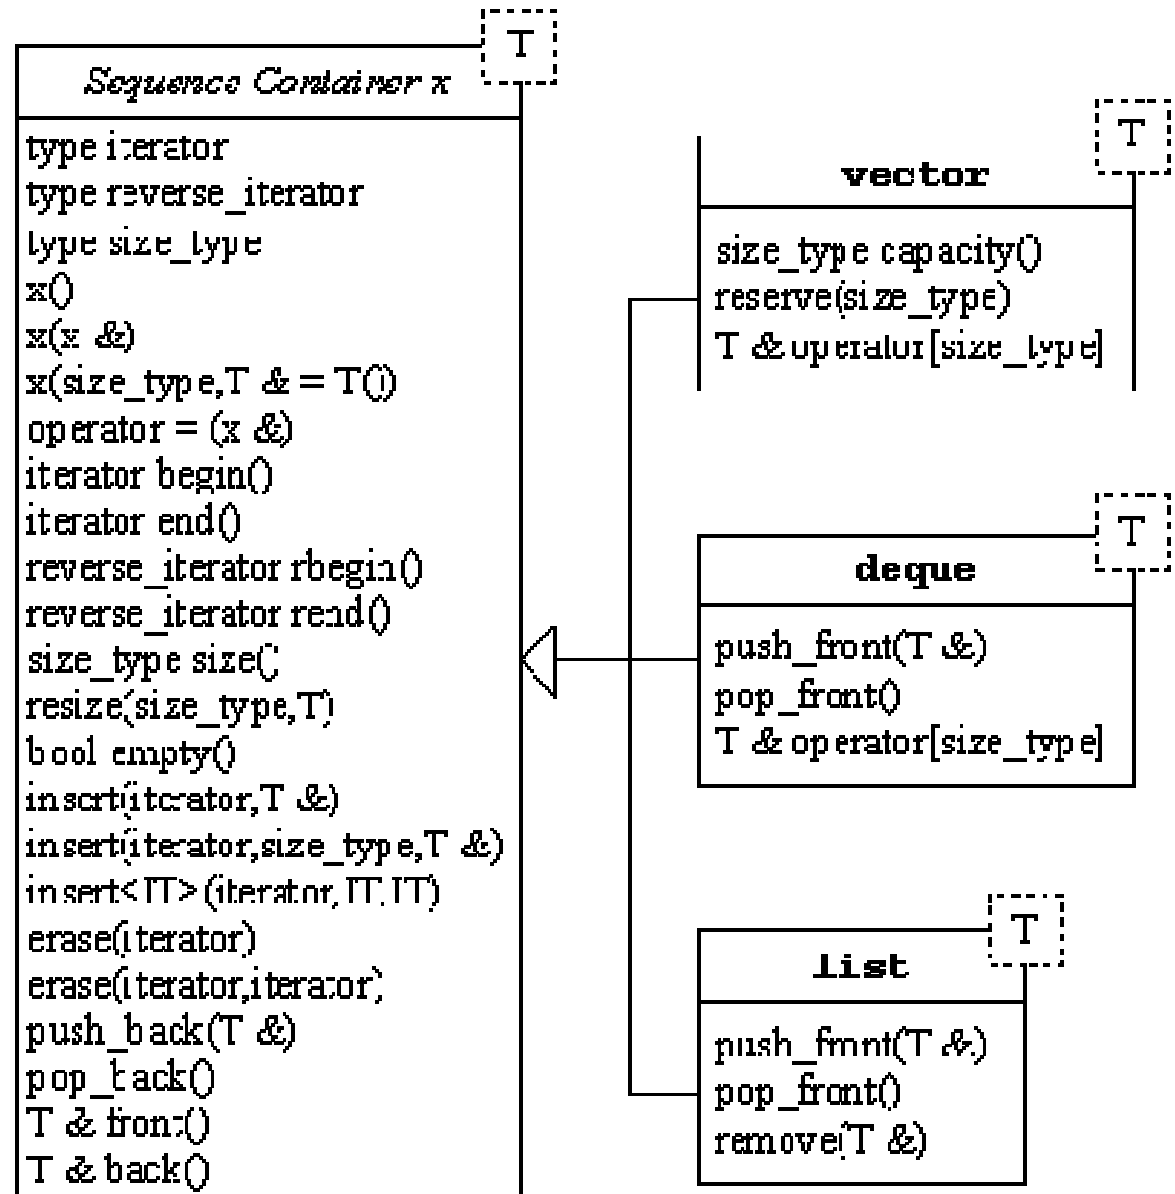 T
Sequence Container x
type iterator
type reverse_iterator
type size_type
x()
x(x &)
x(size_type,T & = T())
operator = (x &)
iterator begin()
iterator end()
reverse_iterator rbegin()
reverse_iterator rend()
size_type size()
resize(size_type,T)
bool empty()
insert(iterator,T &)
insert(iterator,size_type,T &)
insert<IT>(iterator,IT,IT)
erase(iterator)
erase(iterator,iterator)
push_back(T &)
pop_back()
T & front()
T & back()
T
vector
size_type capacity()
reserve(size_type)
T & operator[size_type]
T
deque
push_front(T &)
pop_front()
T & operator[size_type]
T
list
push_front(T &)
pop_front()
remove(T &)